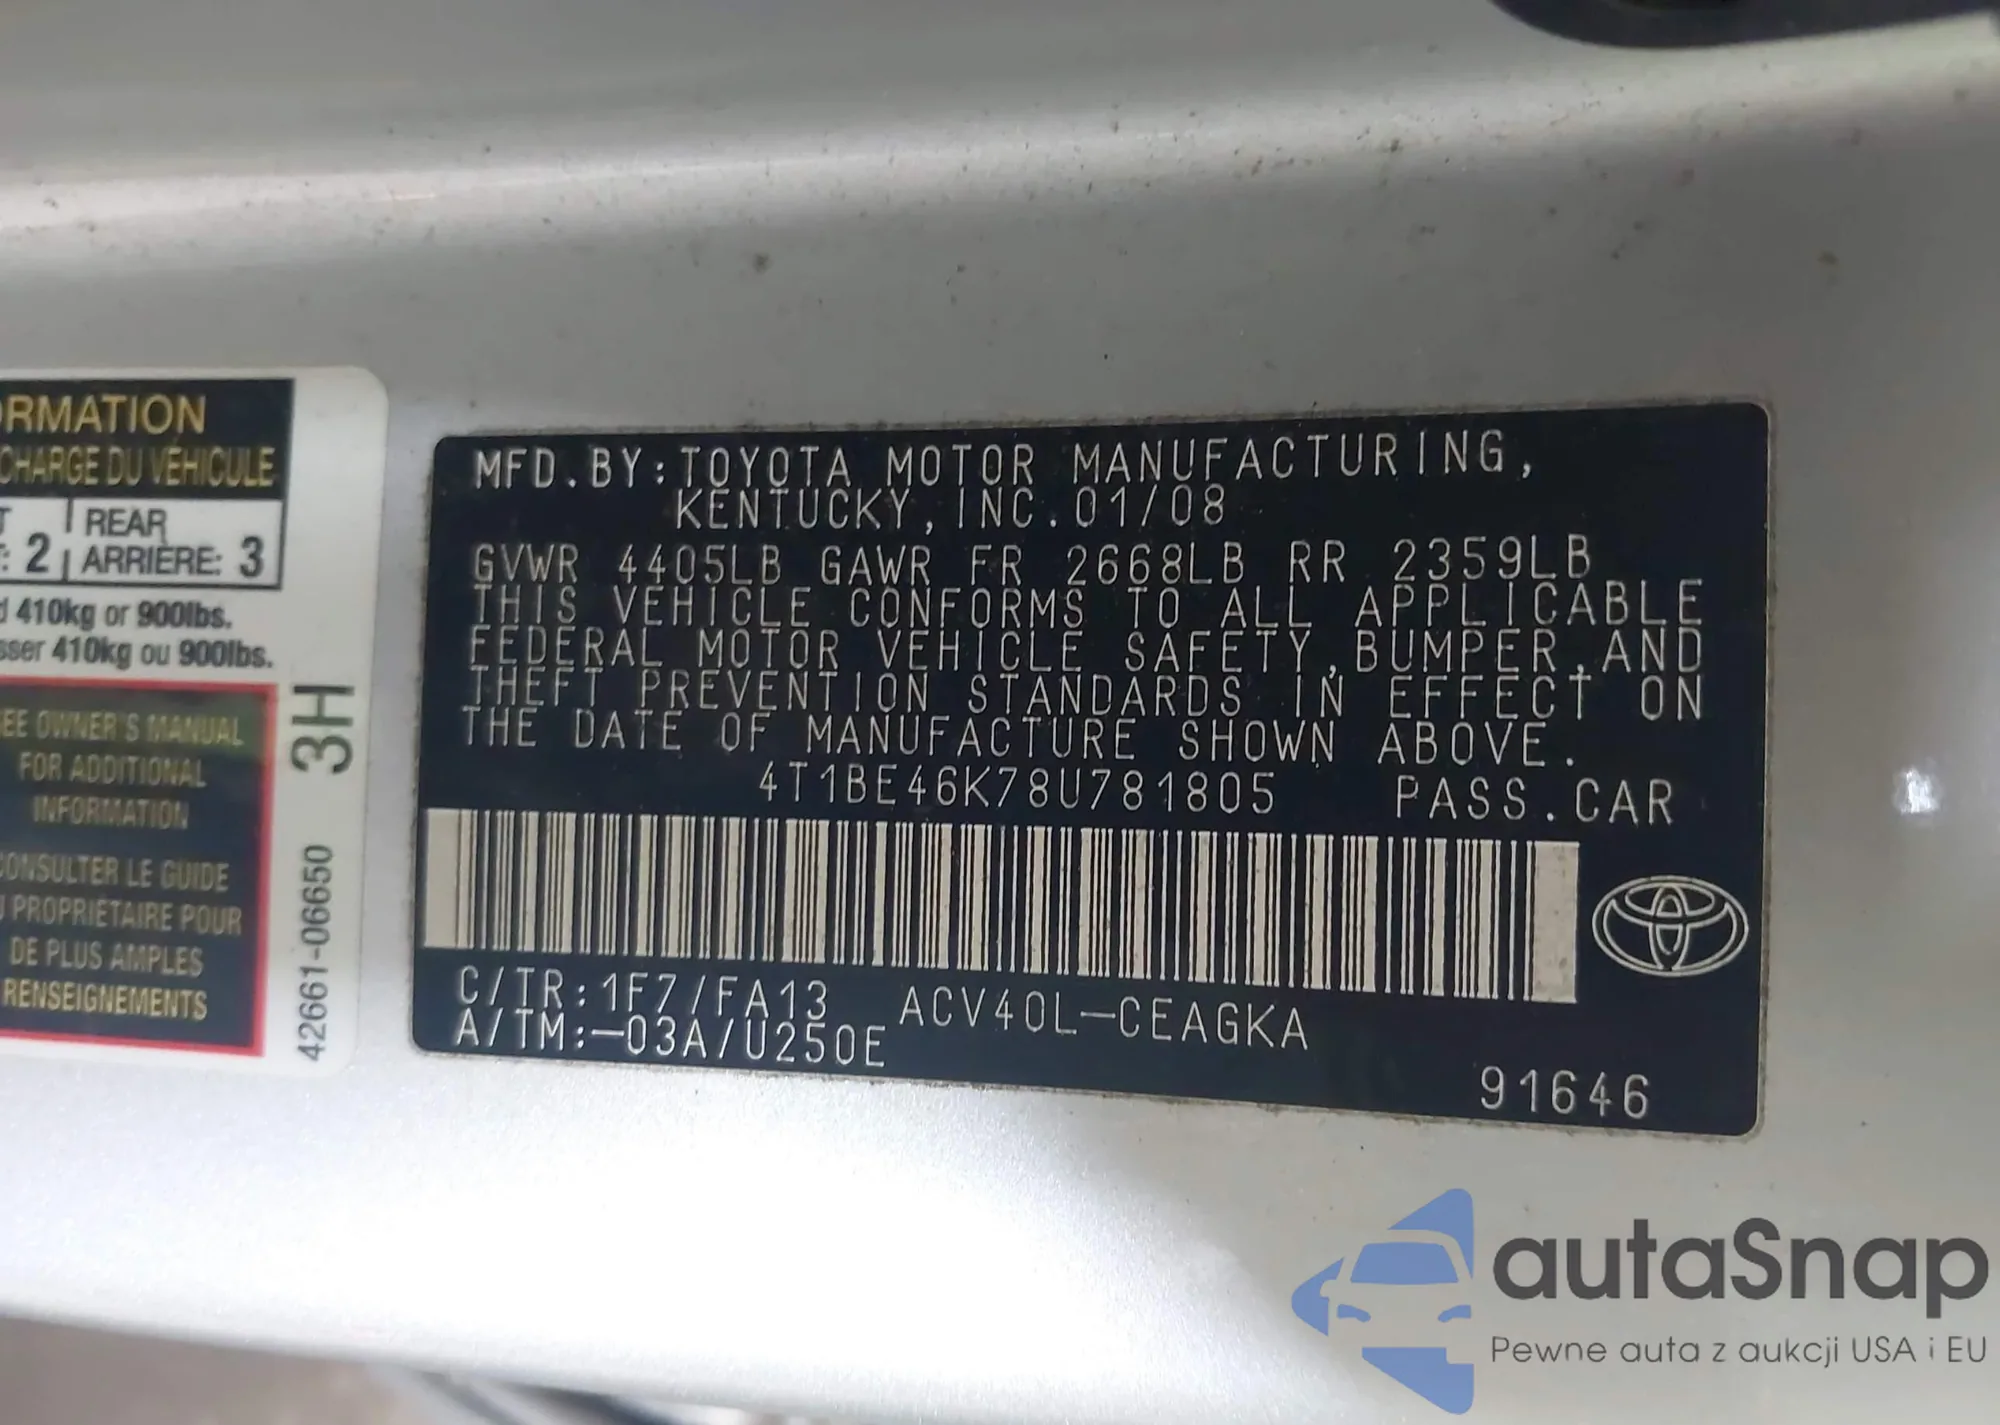 ORMATION
CHARGE DU VÉHICULE
T REAR
: 2 ARRIÈRE: 3
d 410kg or 900lbs.
sser 410kg ou 900lbs.
EE OWNER'S MANUAL
FOR ADDITIONAL
INFORMATION
CONSULTER LE GUIDE
U PROPRIÉTAIRE POUR
DE PLUS AMPLES
RENSEIGNEMENTS
42661-06650 3H
MFD.BY:TOYOTA MOTOR MANUFACTURING,
KENTUCKY,INC.01/08
GVWR 4405LB GAWR FR 2668LB RR 2359LB
THIS VEHICLE CONFORMS TO ALL APPLICABLE
FEDERAL MOTOR VEHICLE SAFETY,BUMPER,AND
THEFT PREVENTION STANDARDS IN EFFECT ON
THE DATE OF MANUFACTURE SHOWN ABOVE.
4T1BE46K78U781805 PASS.CAR
C/TR:1F7/FA13 ACV40L-CEAGKA
A/TM:-03A/U250E
91646
autaSnap
Pewne auta z aukcji USA i EU